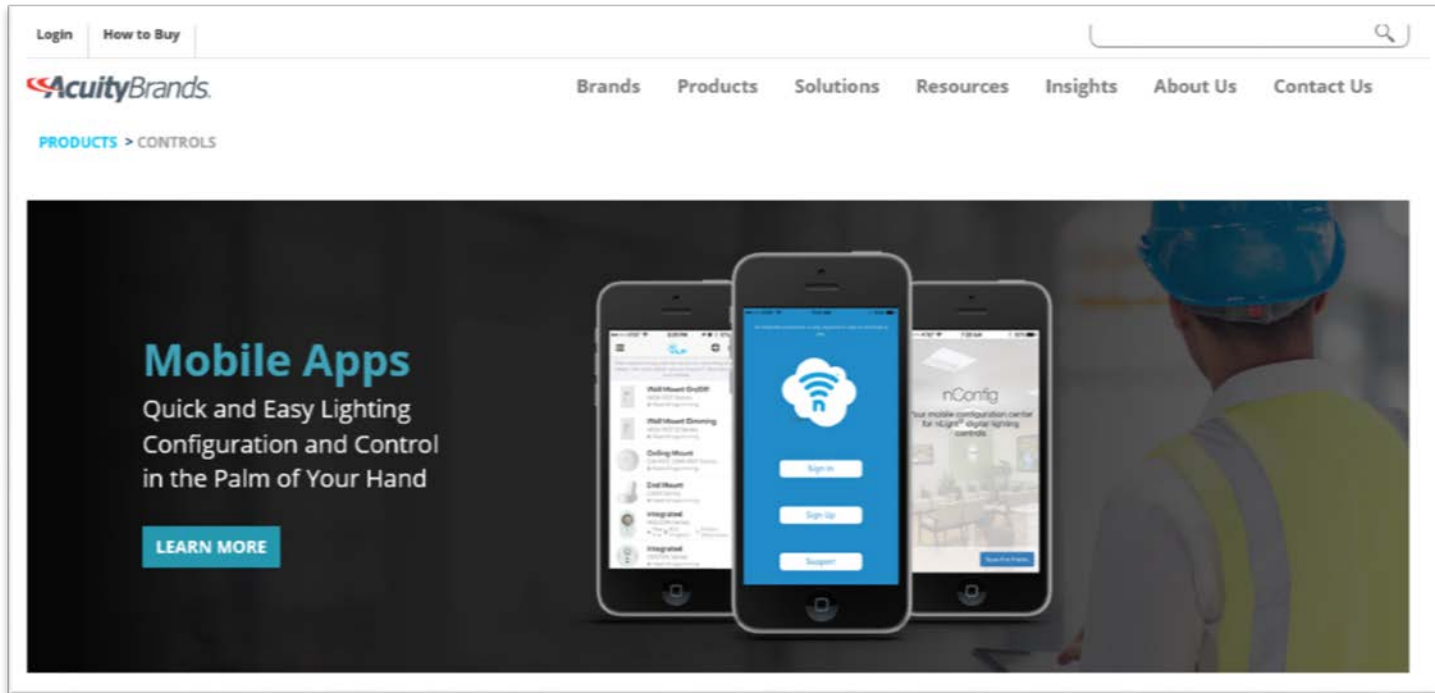 Login
How to Buy
AcuityBrands.
Brands
Products
Solutions
Resources
Insights
About Us
Contact Us
PRODUCTS > CONTROLS
Mobile Apps
Quick and Easy Lighting
Configuration and Control
in the Palm of Your Hand
LEARN MORE
Wall Mount On/Off
Wall Mount Dimming
Ceiling Mount
End Mount
Integrated
Integrated
n
Sign In
Sign Up
Support
nConfig
Your mobile configuration center
for nLight® digital lighting
controls